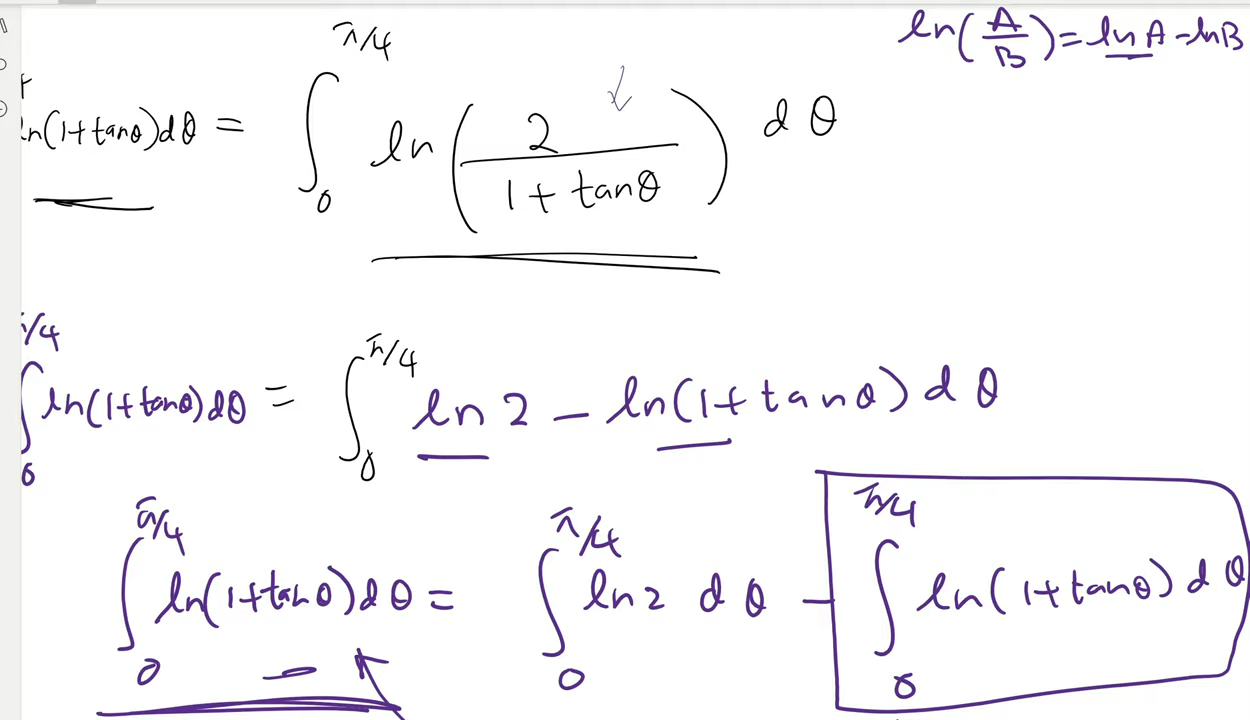 ln(A/B) = ln A - ln B
ln(1+tanθ)dθ = ∫₀^(π/4) ln(2/(1+tanθ)) dθ
∫₀^(π/4) ln(1+tanθ)dθ = ∫₀^(π/4) ln 2 - ln(1+tanθ) dθ
∫₀^(π/4) ln(1+tanθ)dθ = ∫₀^(π/4) ln 2 dθ - ∫₀^(π/4) ln(1+tanθ) dθ